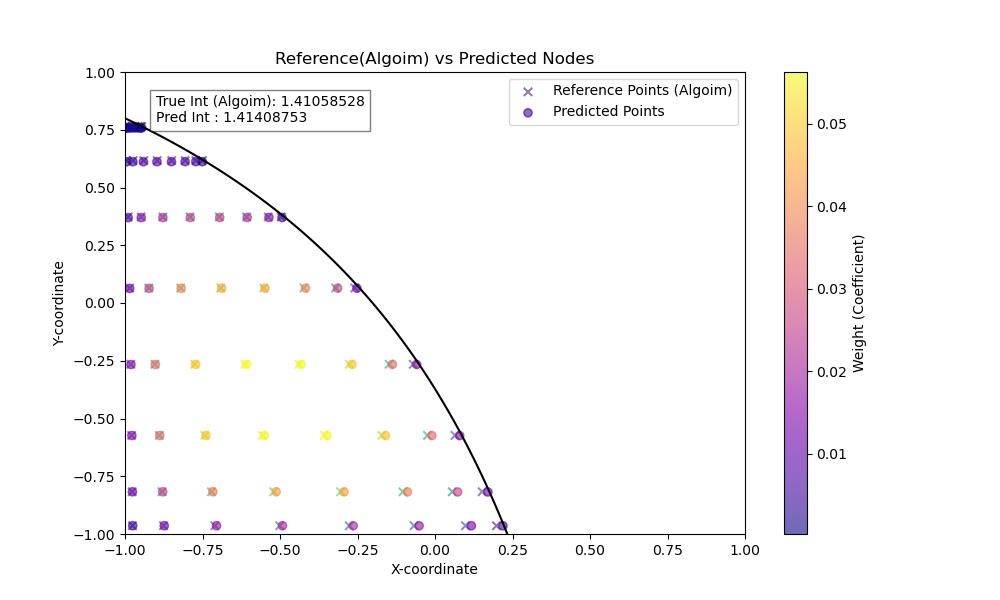 Reference(Algoim) vs Predicted Nodes
True Int (Algoim): 1.41058528
Pred Int : 1.41408753
Reference Points (Algoim)
Predicted Points
1.00
0.75
0.50
0.25
0.00
−0.25
−0.50
−0.75
−1.00
Y-coordinate
−1.00 −0.75 −0.50 −0.25 0.00 0.25 0.50 0.75 1.00
X-coordinate
0.05
0.04
0.03
0.02
0.01
Weight (Coefficient)